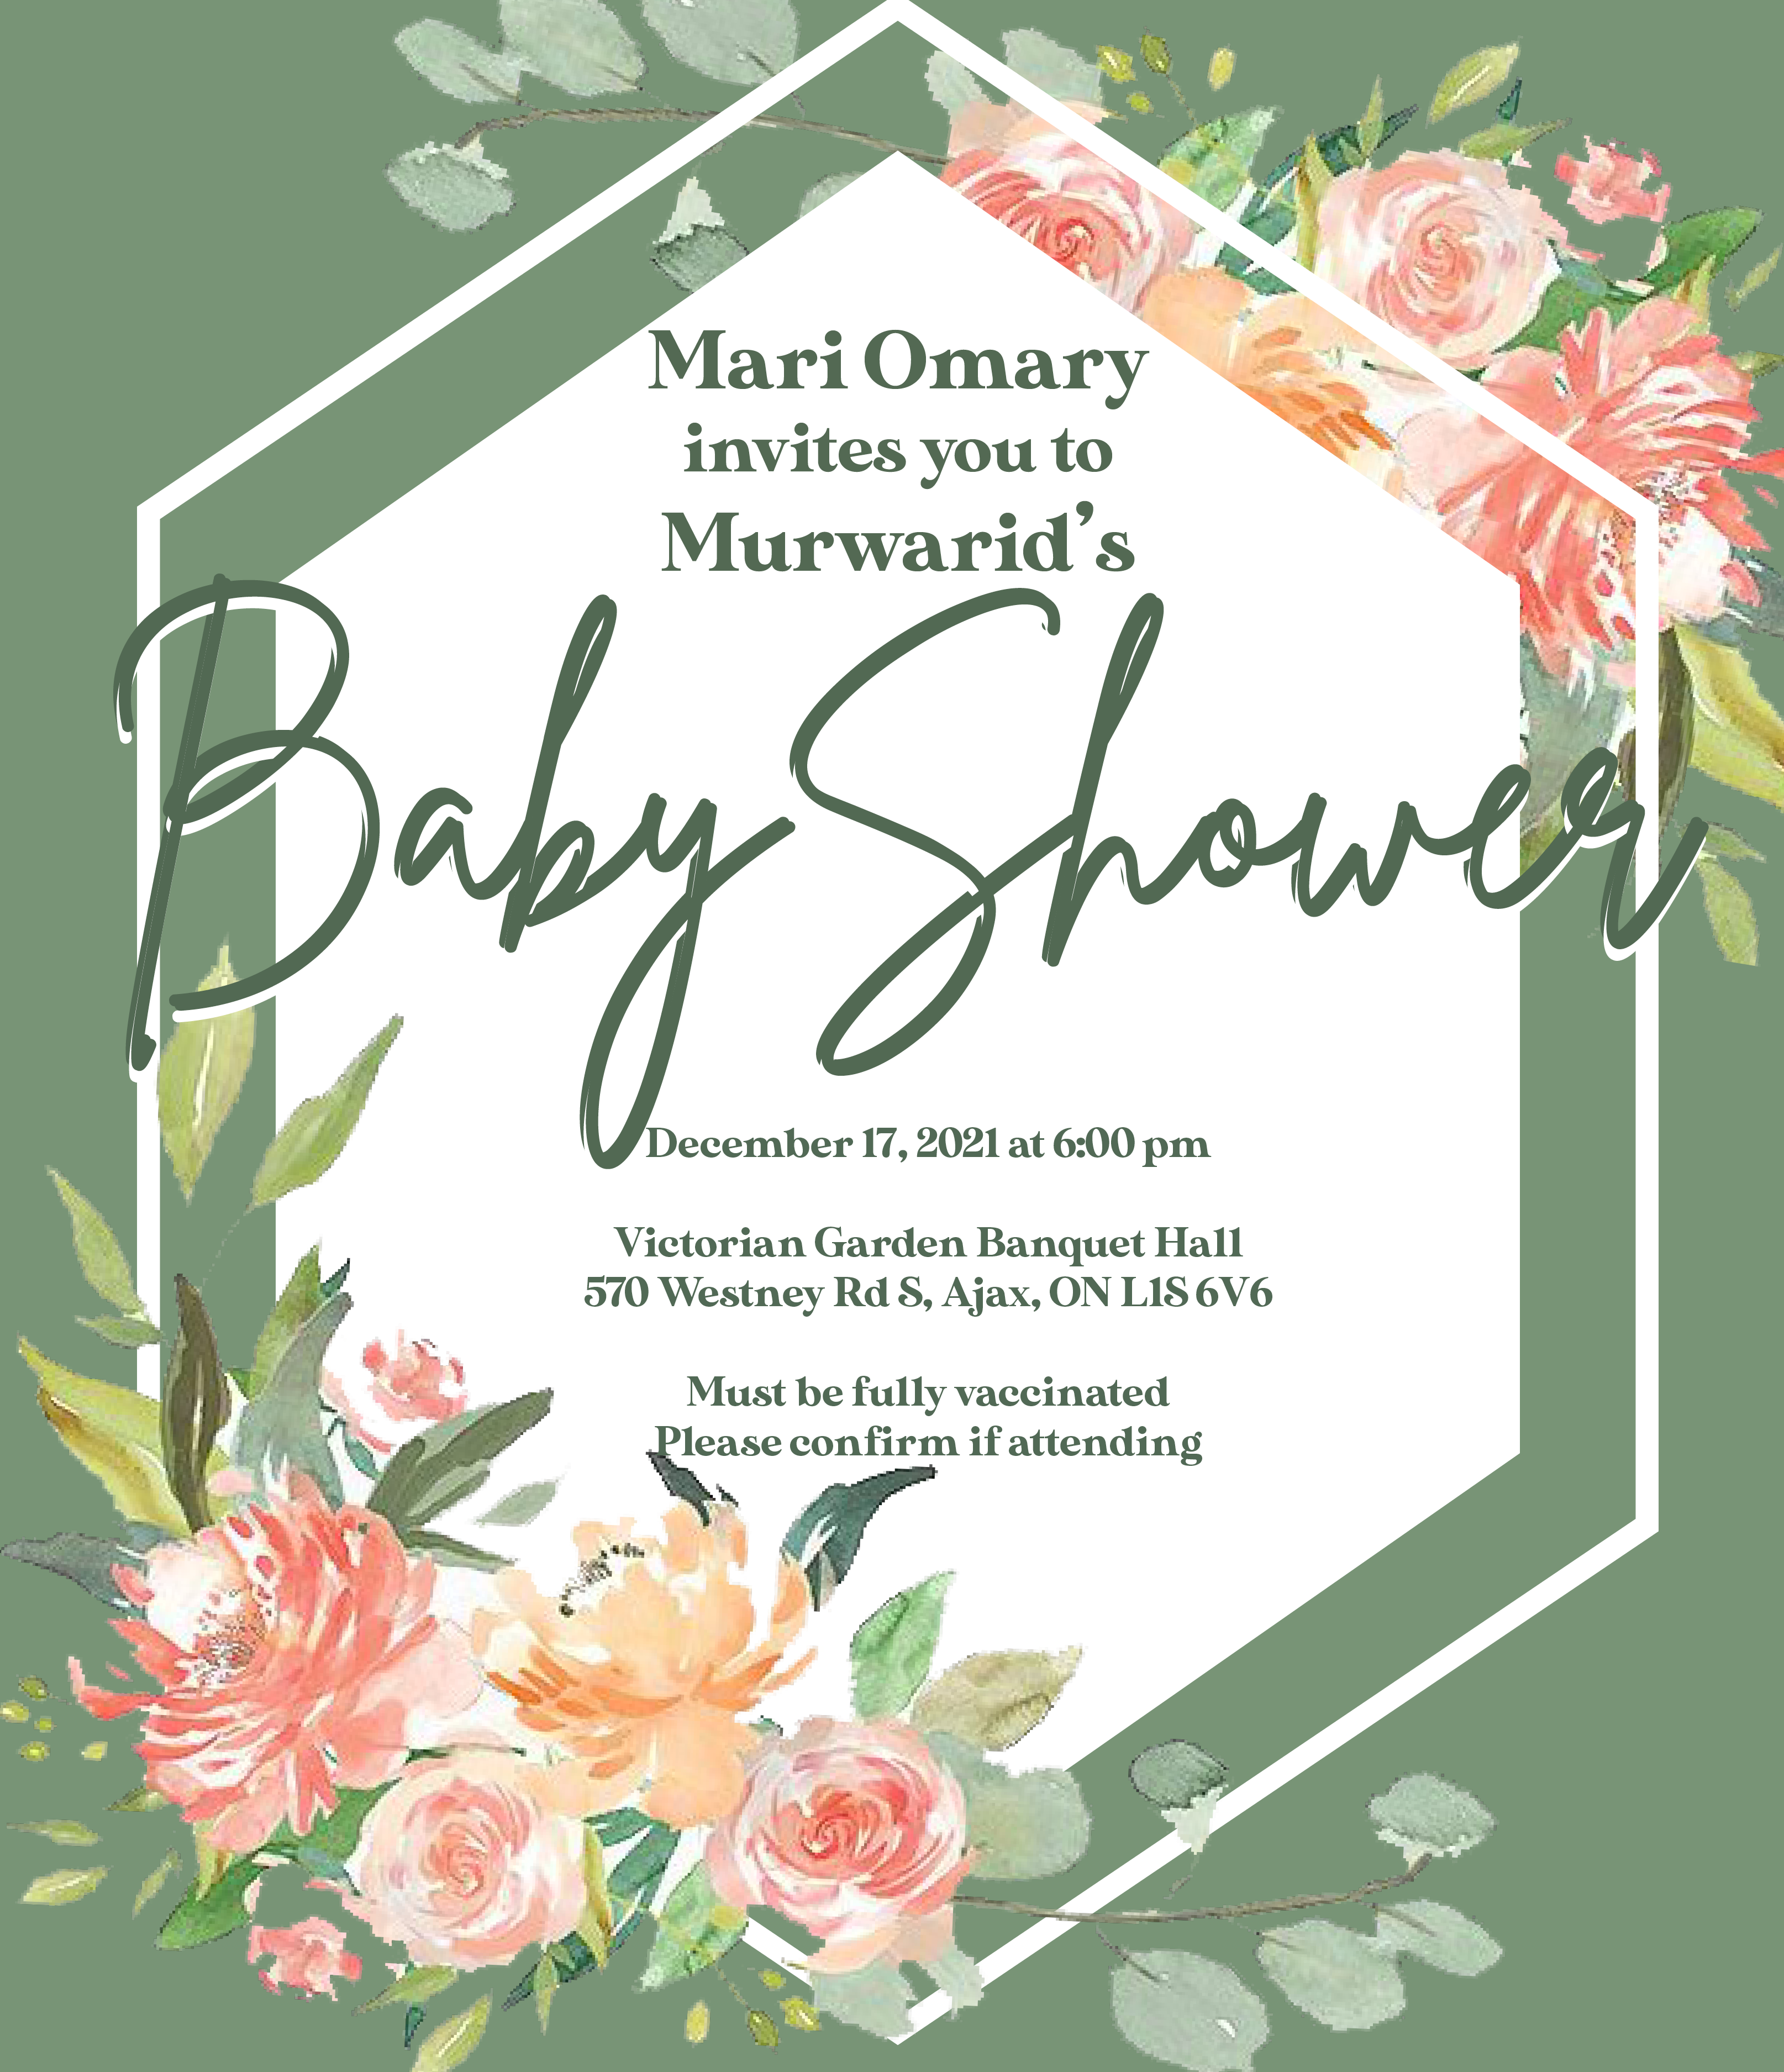 Mari Omary
invites you to
Murwarid’s
Baby Shower
December 17, 2021 at 6:00 pm
Victorian Garden Banquet Hall
570 Westney Rd S, Ajax, ON L1S 6V6
Must be fully vaccinated
Please confirm if attending